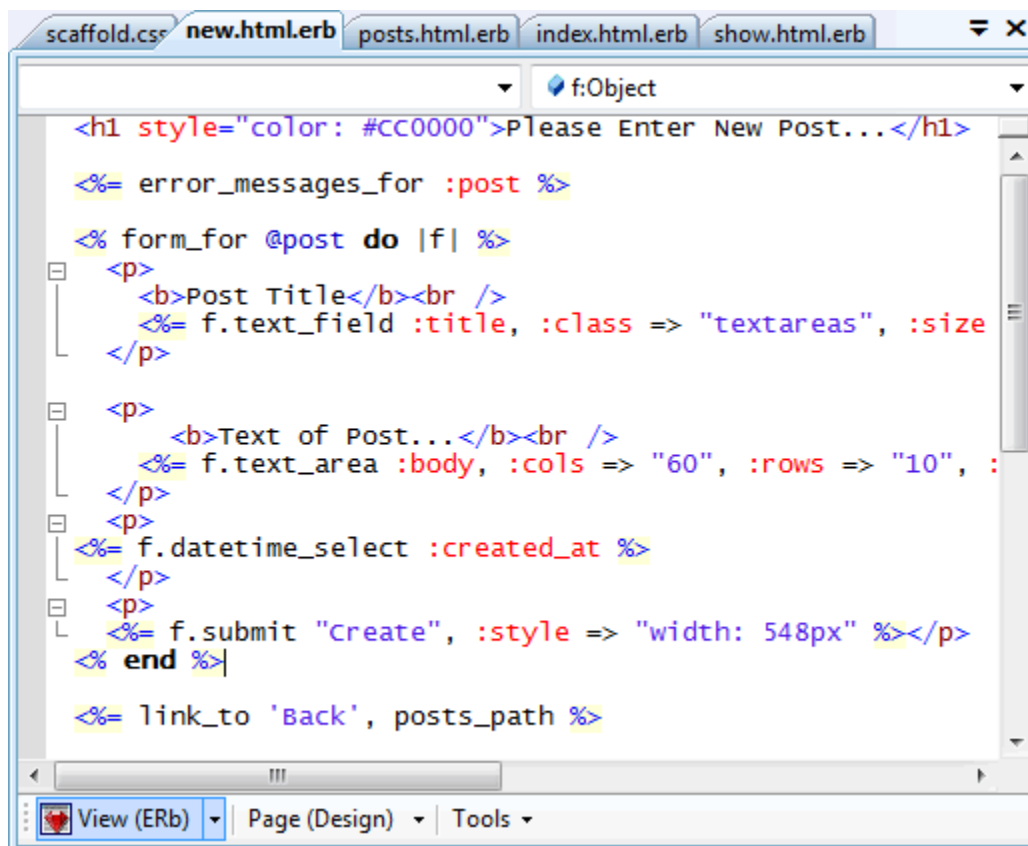 scaffold.css new.html.erb posts.html.erb index.html.erb show.html.erb
f:Object
<h1 style="color: #CC0000">Please Enter New Post...</h1>
<%= error_messages_for :post %>
<% form_for @post do |f| %>
<p>
<b>Post Title</b><br />
<%= f.text_field :title, :class => "textareas", :size
</p>
<p>
<b>Text of Post...</b><br />
<%= f.text_area :body, :cols => "60", :rows => "10", :
</p>
<p>
<%= f.datetime_select :created_at %>
</p>
<p>
<%= f.submit "Create", :style => "width: 548px" %></p>
<% end %>
<%= link_to 'Back', posts_path %>
View (ERb) Page (Design) Tools